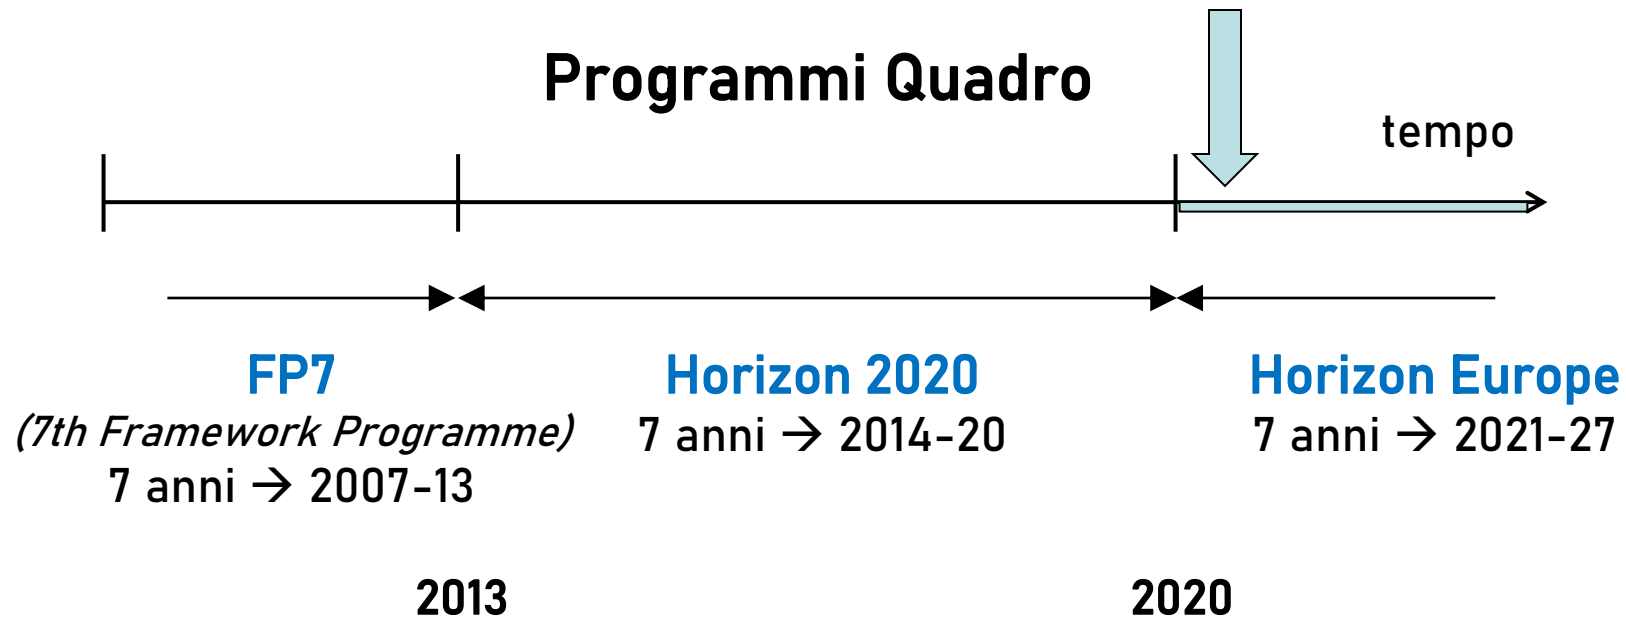 Programmi Quadro
tempo
FP7
(7th Framework Programme)
7 anni → 2007-13
Horizon 2020
7 anni → 2014-20
Horizon Europe
7 anni → 2021-27
2013
2020